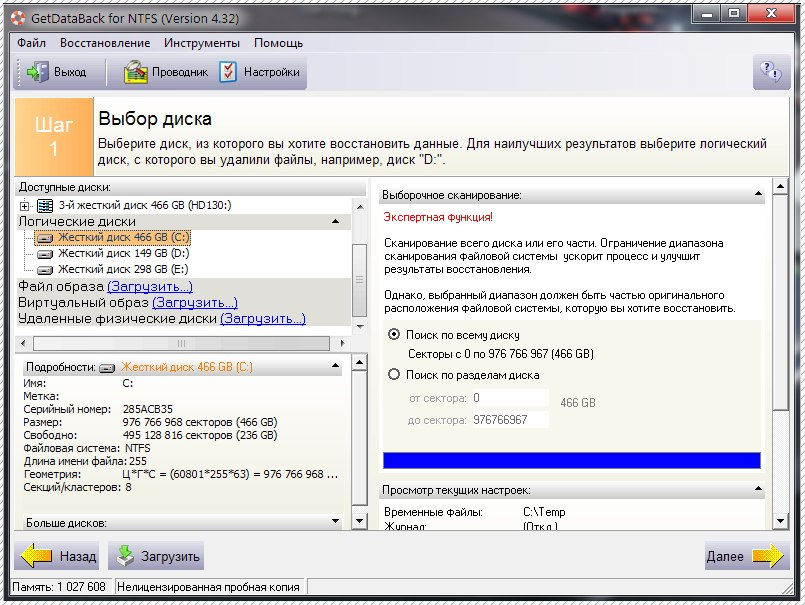 GetDataBack for NTFS (Version 4.32)
Файл Восстановление Инструменты Помощь
Выход Проводник Настройки
Шаг
1
Выбор диска
Выберите диск, из которого вы хотите восстановить данные. Для наилучших результатов выберите логический
диск, с которого вы удалили файлы, например, диск "D:".
Доступные диски:
3-й жесткий диск 466 GB (HD130:)
Логические диски
Жесткий диск 466 GB (C:)
Жесткий диск 149 GB (D:)
Жесткий диск 298 GB (E:)
Файл образа (Загрузить...)
Виртуальный образ (Загрузить...)
Удаленные физические диски (Загрузить...)
Подробности: Жесткий диск 466 GB (C:)
Имя: C:
Метка:
Серийный номер: 285ACB35
Размер: 976 766 968 секторов (466 GB)
Свободно: 495 128 816 секторов (236 GB)
Файловая система: NTFS
Длина имени файла: 255
Геометрия: Ц*Г*С = (60801*255*63) = 976 766 968 ...
Секций/кластеров: 8
Больше дисков:
Выборочное сканирование:
Экспертная функция!
Сканирование всего диска или его части. Ограничение диапазона
сканирования файловой системы ускорит процесс и улучшит
результаты восстановления.
Однако, выбранный диапазон должен быть частью оригинального
расположения файловой системы, которую вы хотите восстановить.
Поиск по всему диску
Секторы с 0 по 976 766 967 (466 GB)
Поиск по разделам диска
от сектора: 0
466 GB
до сектора: 976766967
Просмотр текущих настроек:
Временные файлы: C:\Temp
Журнал: (Откл.)
Назад Загрузить Далее
Память: 1 027 608 Нелицензированная пробная копия